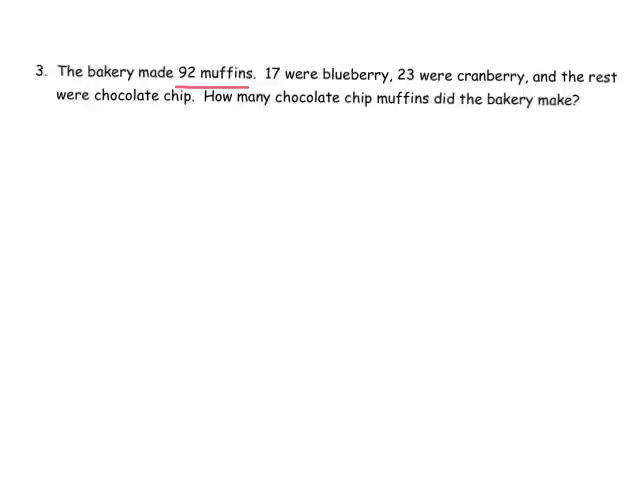 3. The bakery made 92 muffins. 17 were blueberry, 23 were cranberry, and the rest
were chocolate chip. How many chocolate chip muffins did the bakery make?